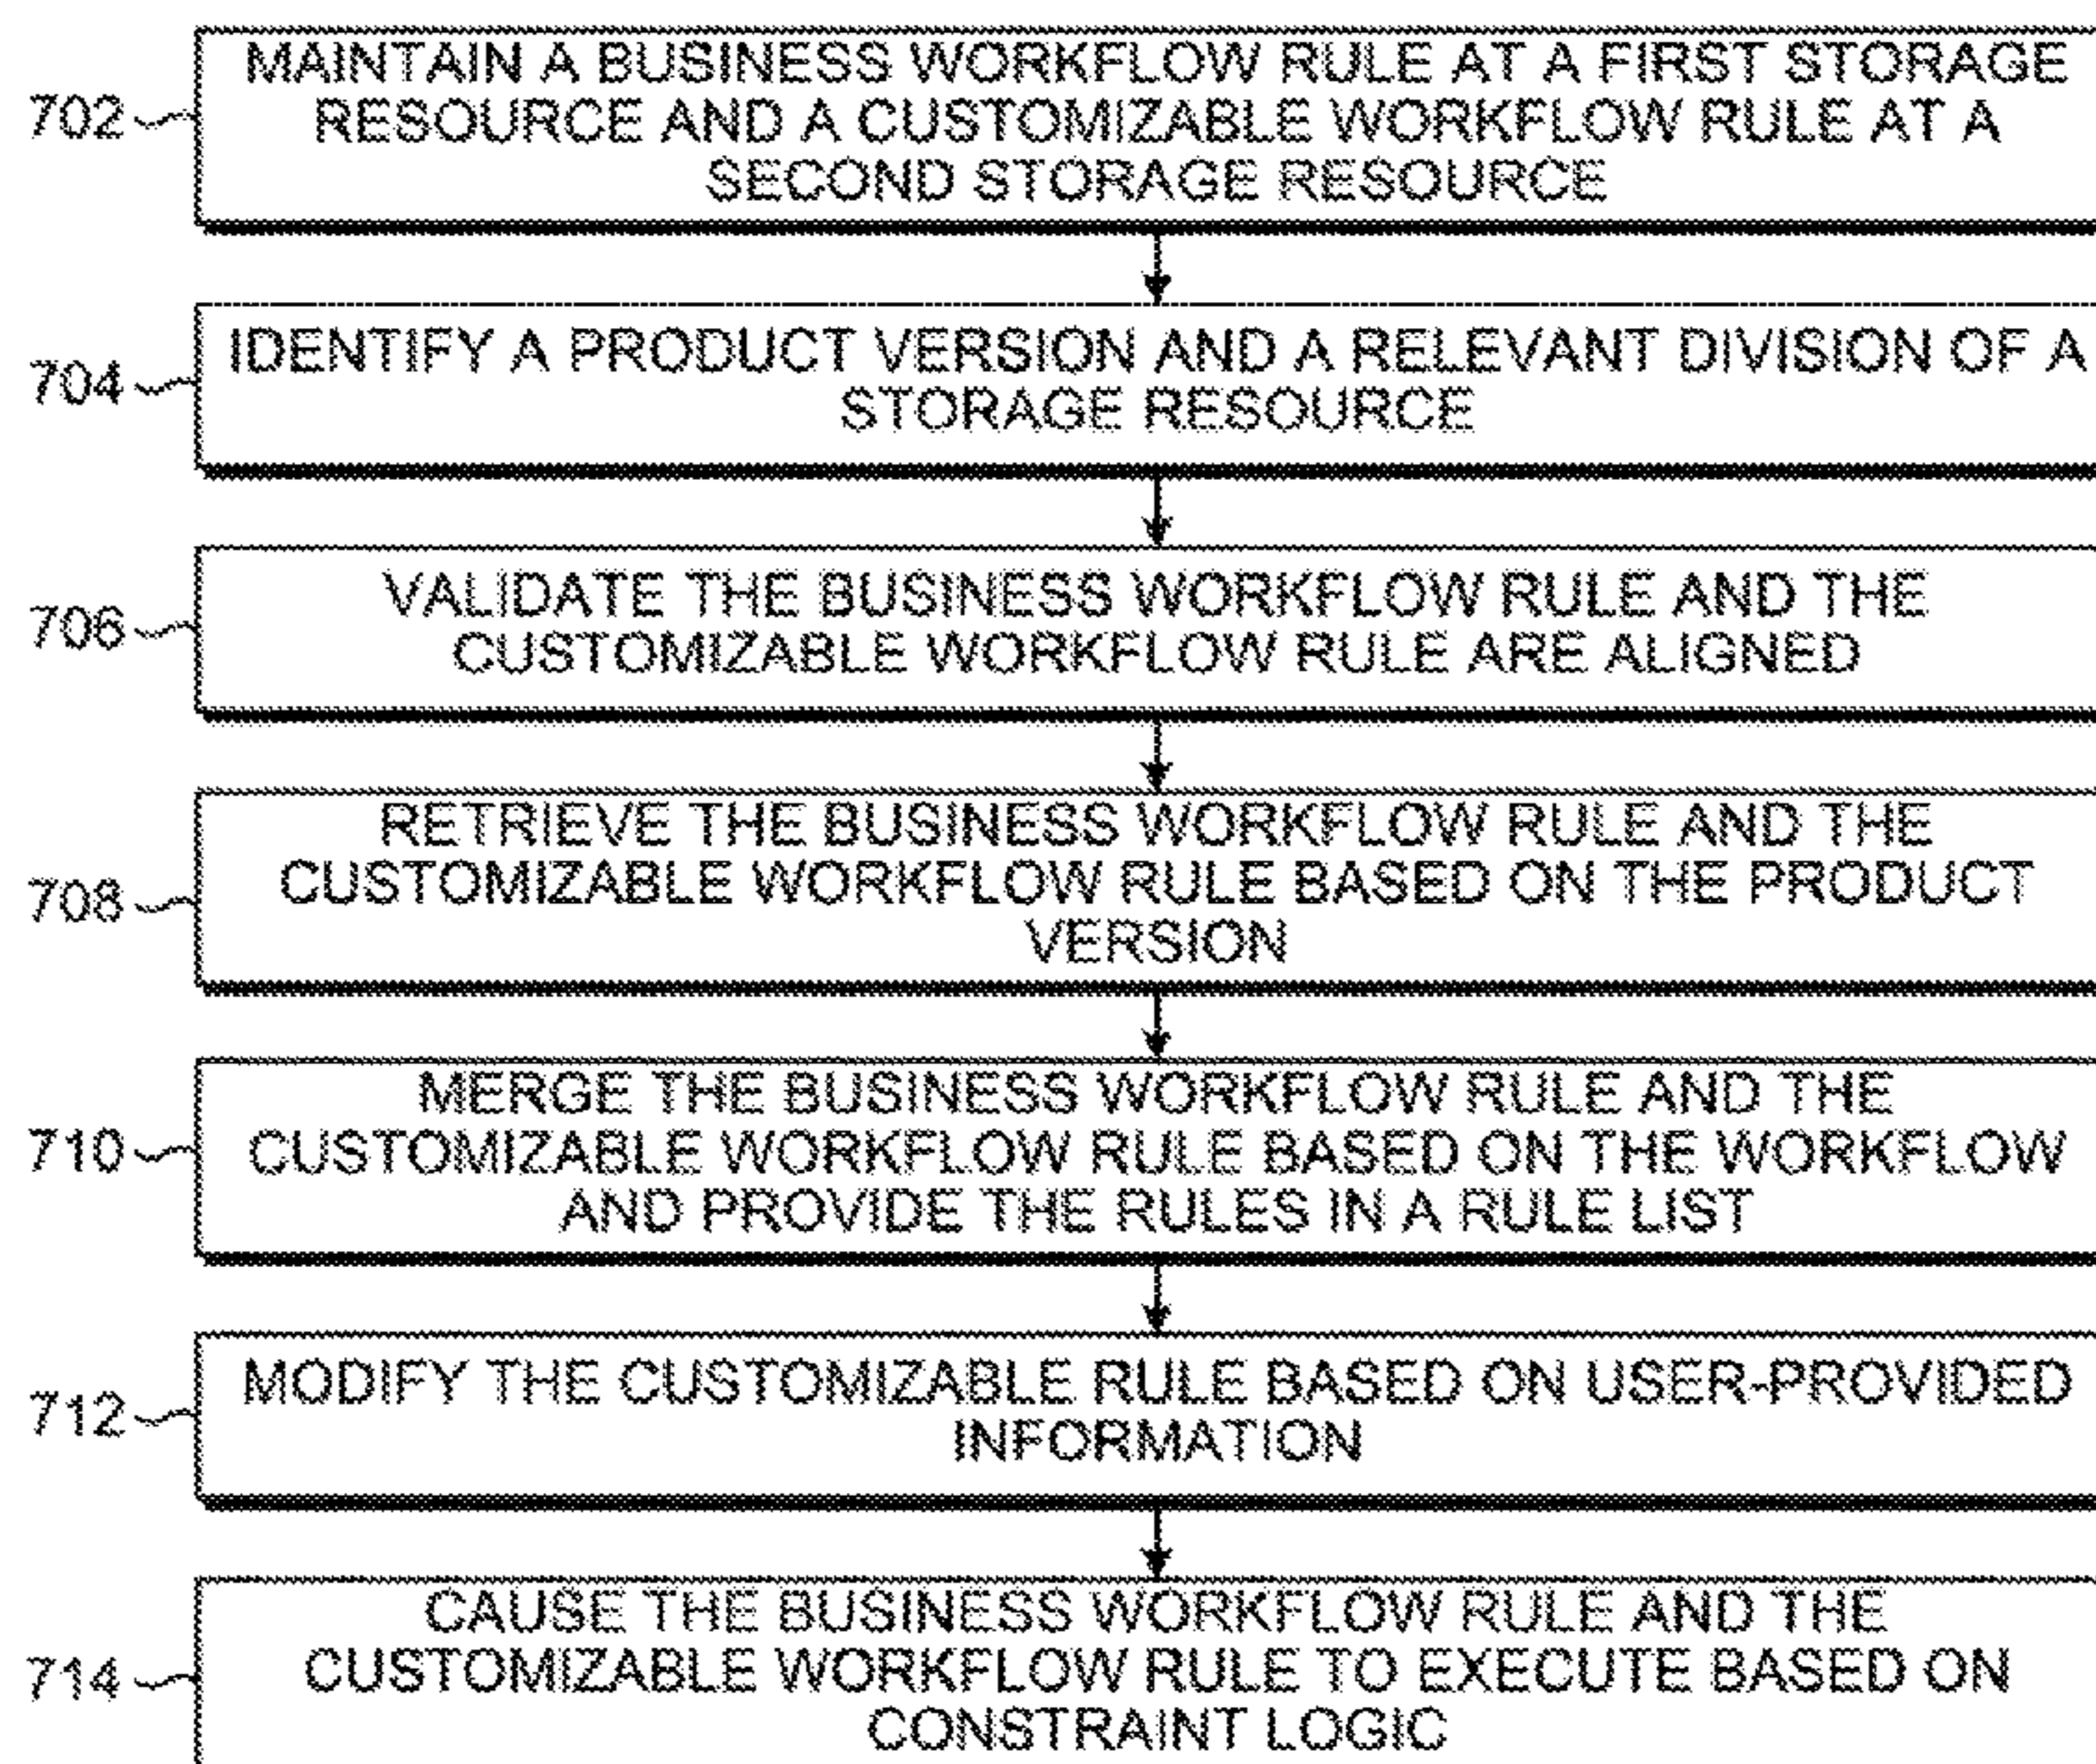 MAINTAIN A BUSINESS WORKFLOW RULE AT A FIRST STORAGE
702 RESOURCE AND A CUSTOMIZABLE WORKFLOW RULE AT A
SECOND STORAGE RESOURCE
IDENTIFY A PRODUCT VERSION AND A RELEVANT DIVISION OF A
704 STORAGE RESOURCE
VALIDATE THE BUSINESS WORKFLOW RULE AND THE
706 CUSTOMIZABLE WORKFLOW RULE ARE ALIGNED
RETRIEVE THE BUSINESS WORKFLOW RULE AND THE
708 CUSTOMIZABLE WORKFLOW RULE BASED ON THE PRODUCT
VERSION
MERGE THE BUSINESS WORKFLOW RULE AND THE
710 CUSTOMIZABLE WORKFLOW RULE BASED ON THE WORKFLOW
AND PROVIDE THE RULES IN A RULE LIST
MODIFY THE CUSTOMIZABLE RULE BASED ON USER-PROVIDED
712 INFORMATION
CAUSE THE BUSINESS WORKFLOW RULE AND THE
714 CUSTOMIZABLE WORKFLOW RULE TO EXECUTE BASED ON
CONSTRAINT LOGIC